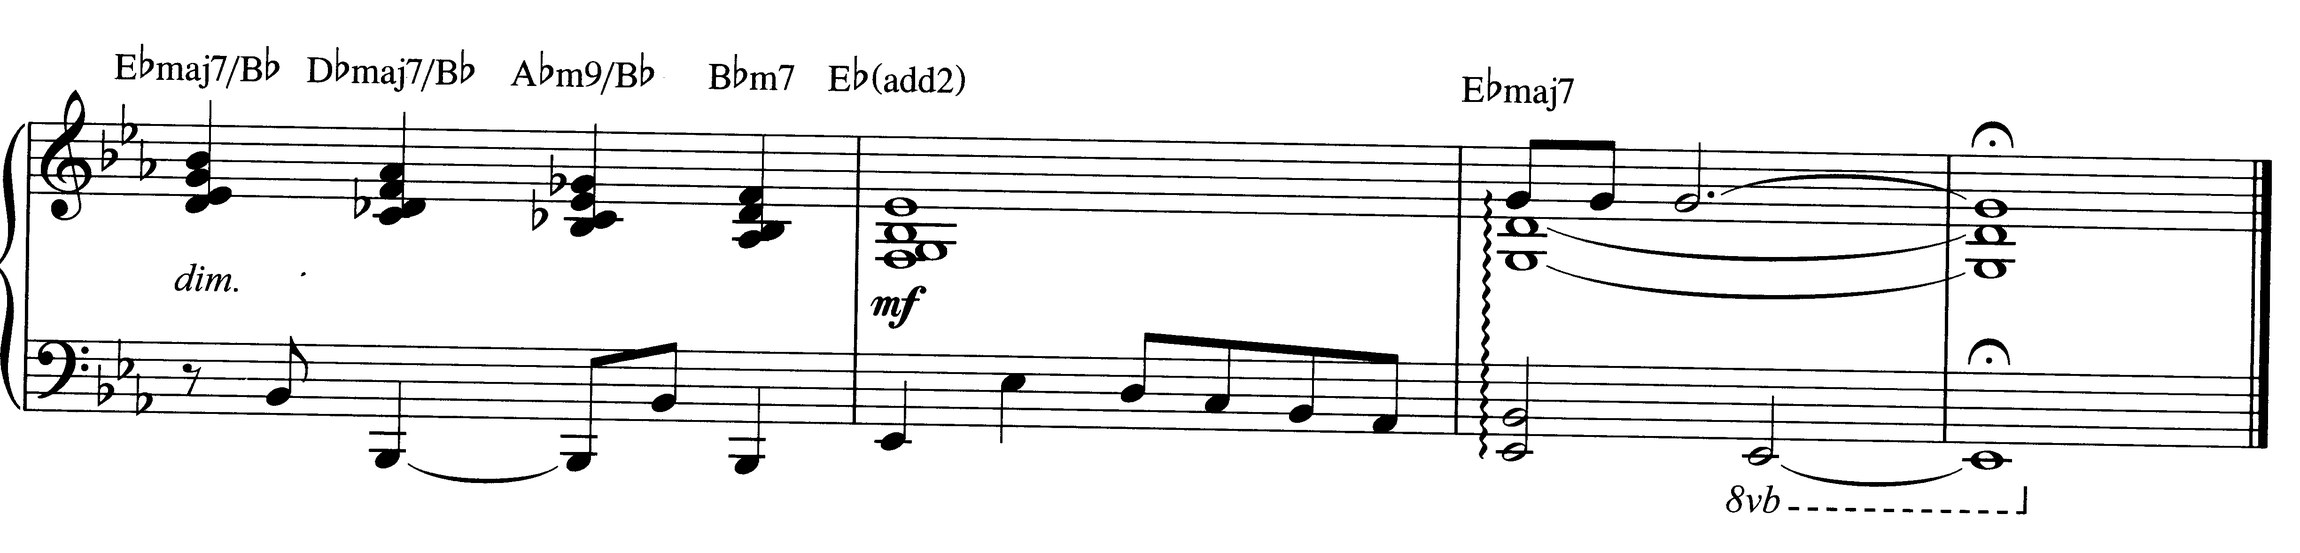 E♭maj7/B♭ D♭maj7/B♭ A♭m9/B♭ B♭m7 E♭(add2) E♭maj7
dim.
mf
8vb